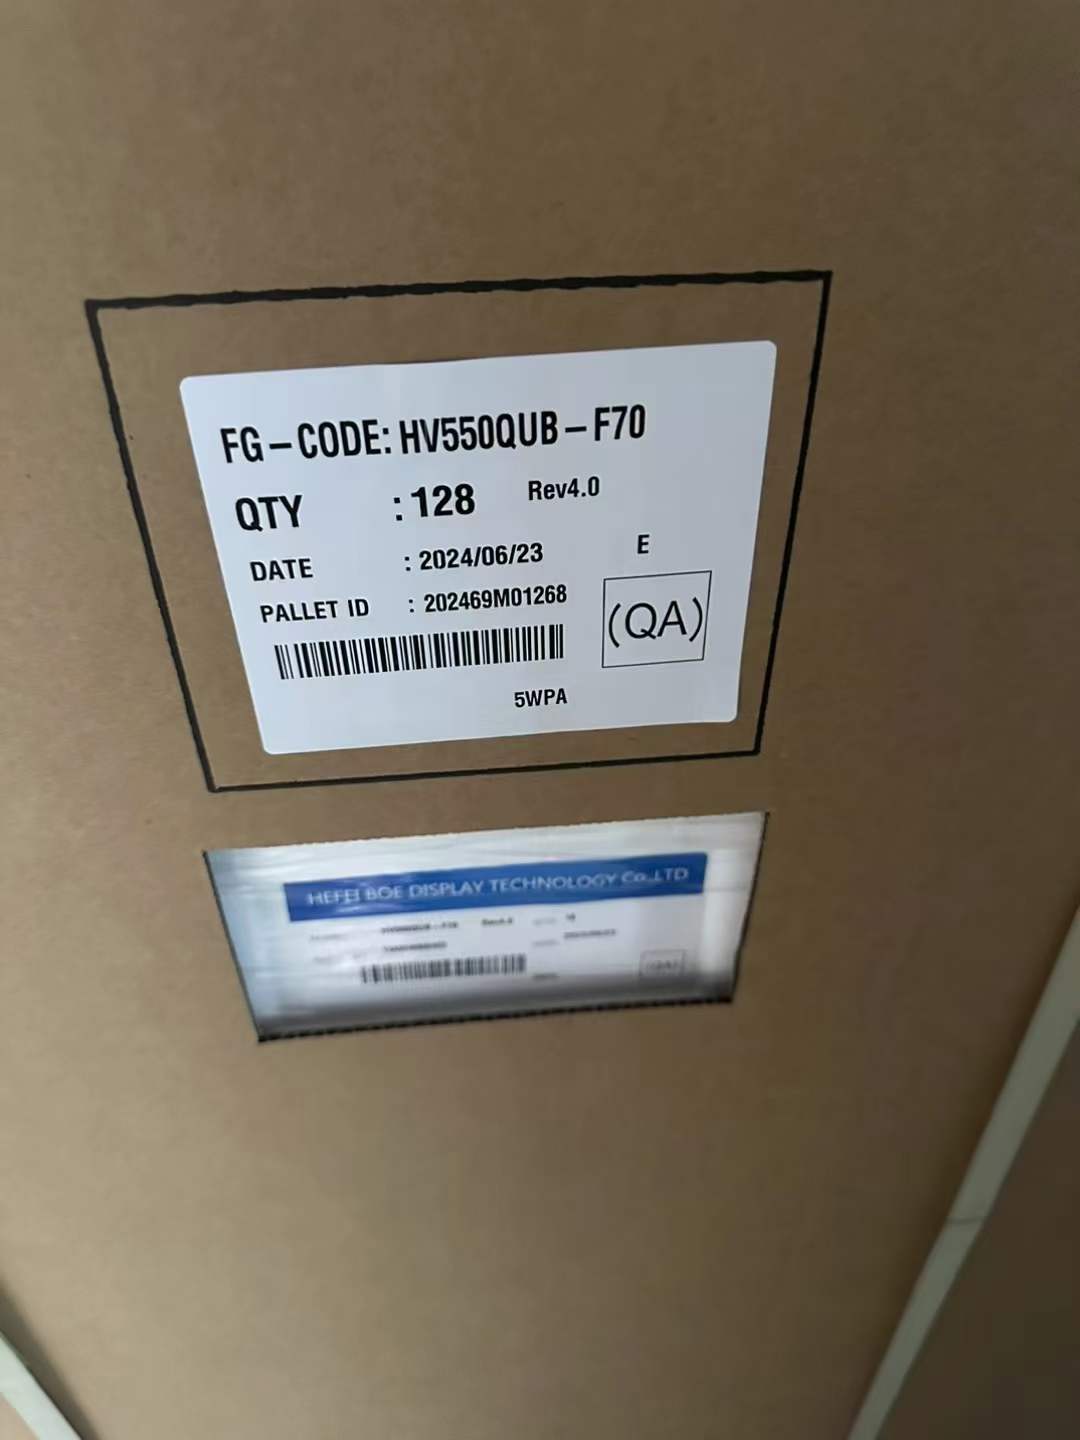 FG-CODE: HV550QUB-F70
QTY : 128 Rev4.0
DATE : 2024/06/23 E
PALLET ID : 202469M01268
(QA)
5WPA
HEFEI BOE DISPLAY TECHNOLOGY Co.,LTD